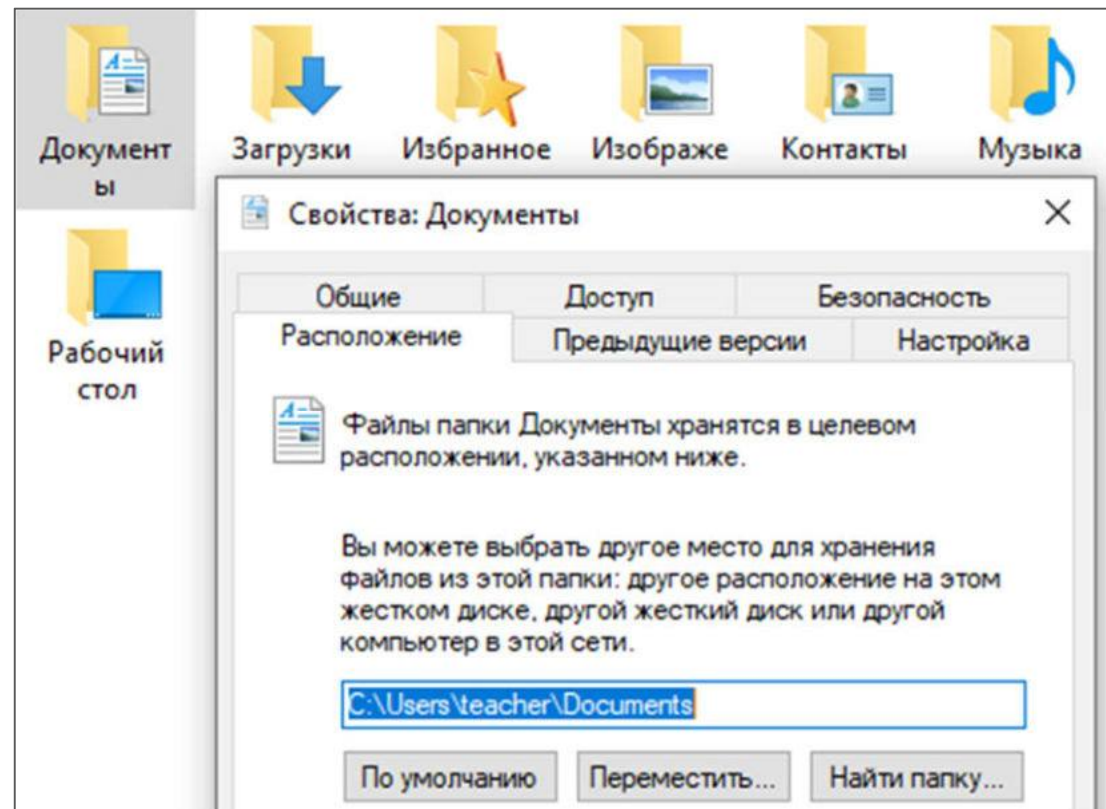 Документ
ы
Загрузки
Избранное
Изображе
Контакты
Музыка
Рабочий
стол
Свойства: Документы
Общие
Доступ
Безопасность
Расположение
Предыдущие версии
Настройка
Файлы папки Документы хранятся в целевом
расположении, указанном ниже.
Вы можете выбрать другое место для хранения
файлов из этой папки: другое расположение на этом
жестком диске, другой жесткий диск или другой
компьютер в этой сети.
C:\Users\teacher\Documents
По умолчанию
Переместить...
Найти папку...